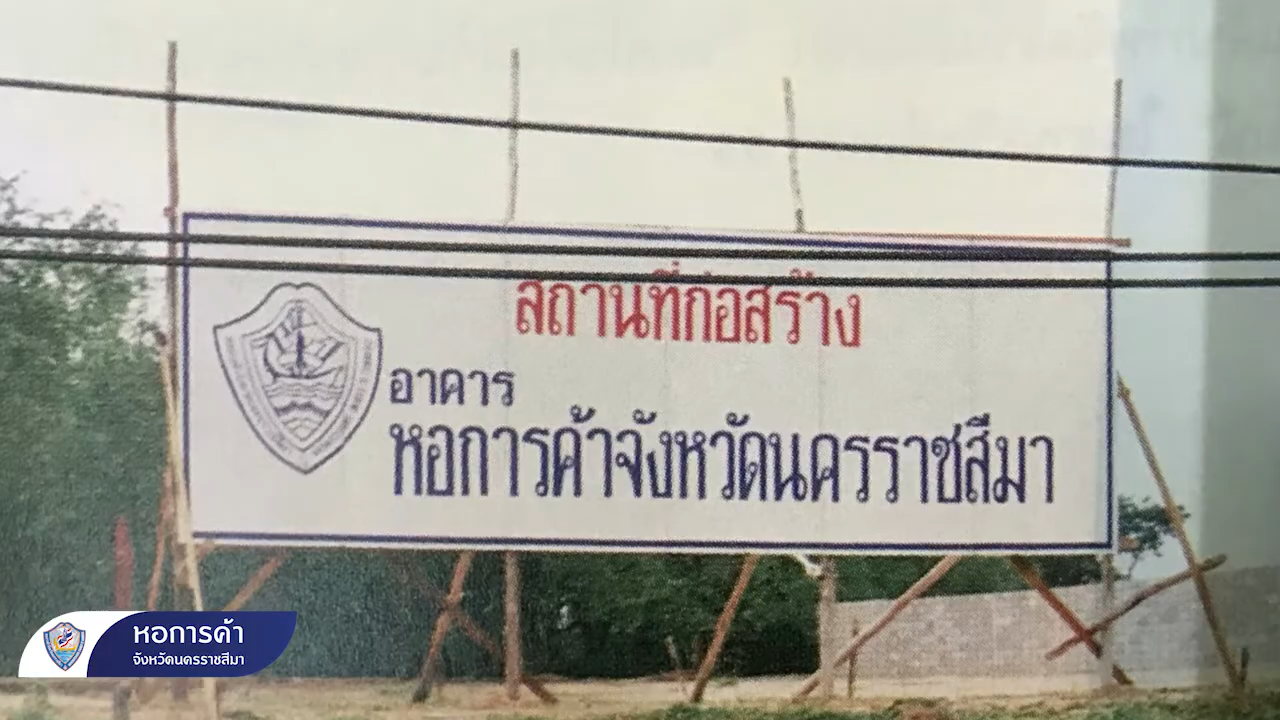 สถานที่ก่อสร้าง
อาคาร
หอการค้าจังหวัดนครราชสีมา
หอการค้า
จังหวัดนครราชสีมา